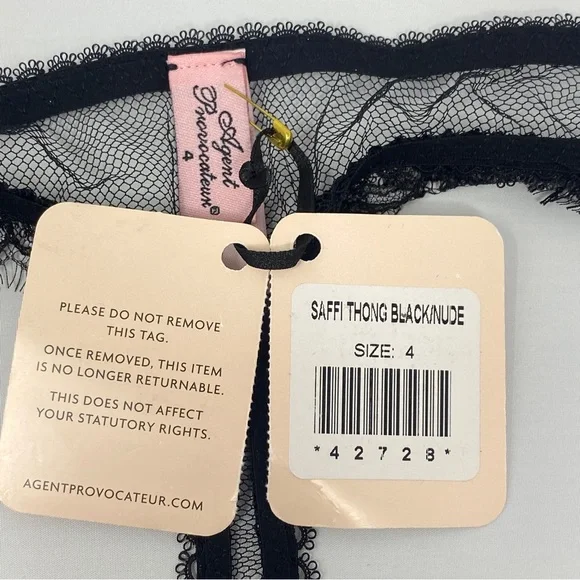 Agent
Provocateur®
4
PLEASE DO NOT REMOVE
THIS TAG.
ONCE REMOVED, THIS ITEM
IS NO LONGER RETURNABLE.
THIS DOES NOT AFFECT
YOUR STATUTORY RIGHTS.
AGENTPROVOCATEUR.COM
SAFFI THONG BLACK/NUDE
SIZE: 4
*42728*